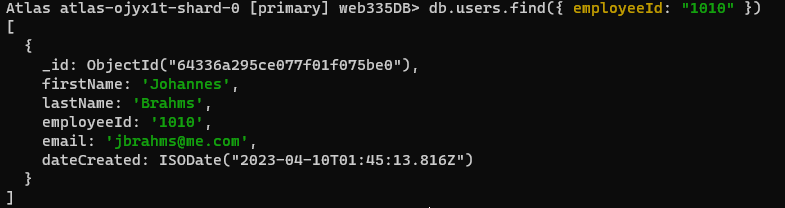 Atlas atlas-ojyx1t-shard-0 [primary] web335DB> db.users.find({ employeeId: "1010" })
[
  {
    _id: ObjectId("64336a295ce077f01f075be0"),
    firstName: 'Johannes',
    lastName: 'Brahms',
    employeeId: '1010',
    email: 'jbrahms@me.com',
    dateCreated: ISODate("2023-04-10T01:45:13.816Z")
  }
]